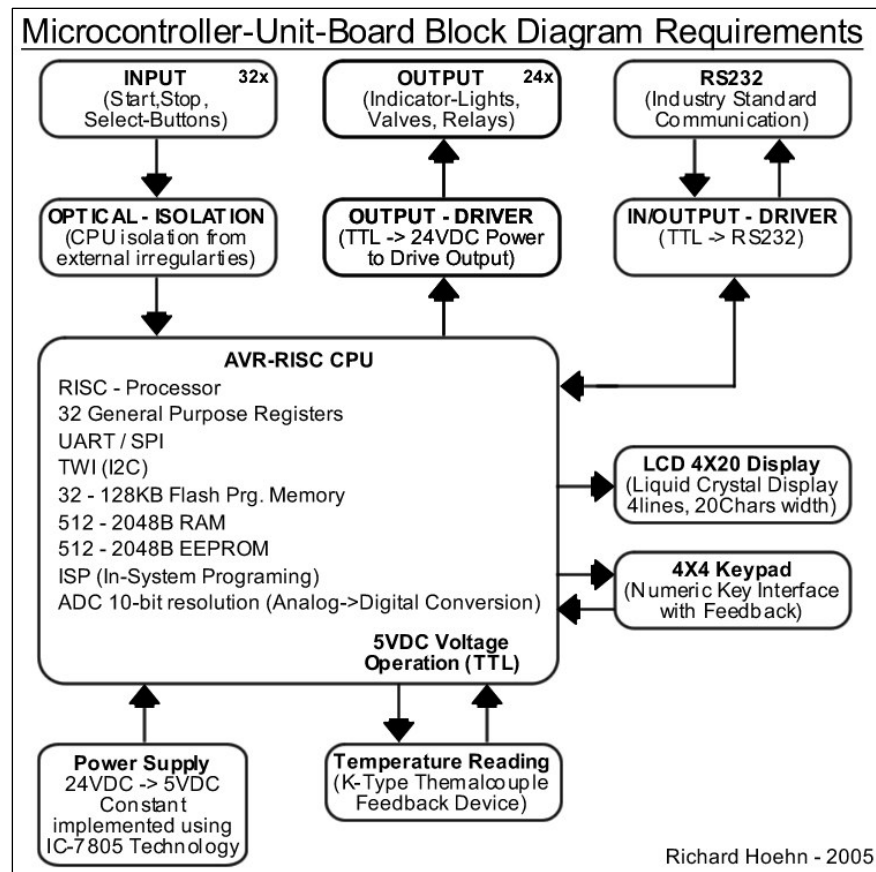 Microcontroller-Unit-Board Block Diagram Requirements
INPUT 32x
(Start,Stop,
Select-Buttons)
OUTPUT 24x
(Indicator-Lights,
Valves, Relays)
RS232
(Industry Standard
Communication)
OPTICAL - ISOLATION
(CPU isolation from
external irregularties)
OUTPUT - DRIVER
(TTL -> 24VDC Power
to Drive Output)
IN/OUTPUT - DRIVER
(TTL -> RS232)
AVR-RISC CPU
RISC - Processor
32 General Purpose Registers
UART / SPI
TWI (I2C)
32 - 128KB Flash Prg. Memory
512 - 2048B RAM
512 - 2048B EEPROM
ISP (In-System Programing)
ADC 10-bit resolution (Analog->Digital Conversion)
5VDC Voltage
Operation (TTL)
LCD 4X20 Display
(Liquid Crystal Display
4lines, 20Chars width)
4X4 Keypad
(Numeric Key Interface
with Feedback)
Power Supply
24VDC -> 5VDC
Constant
implemented using
IC-7805 Technology
Temperature Reading
(K-Type Themalcouple
Feedback Device)
Richard Hoehn - 2005